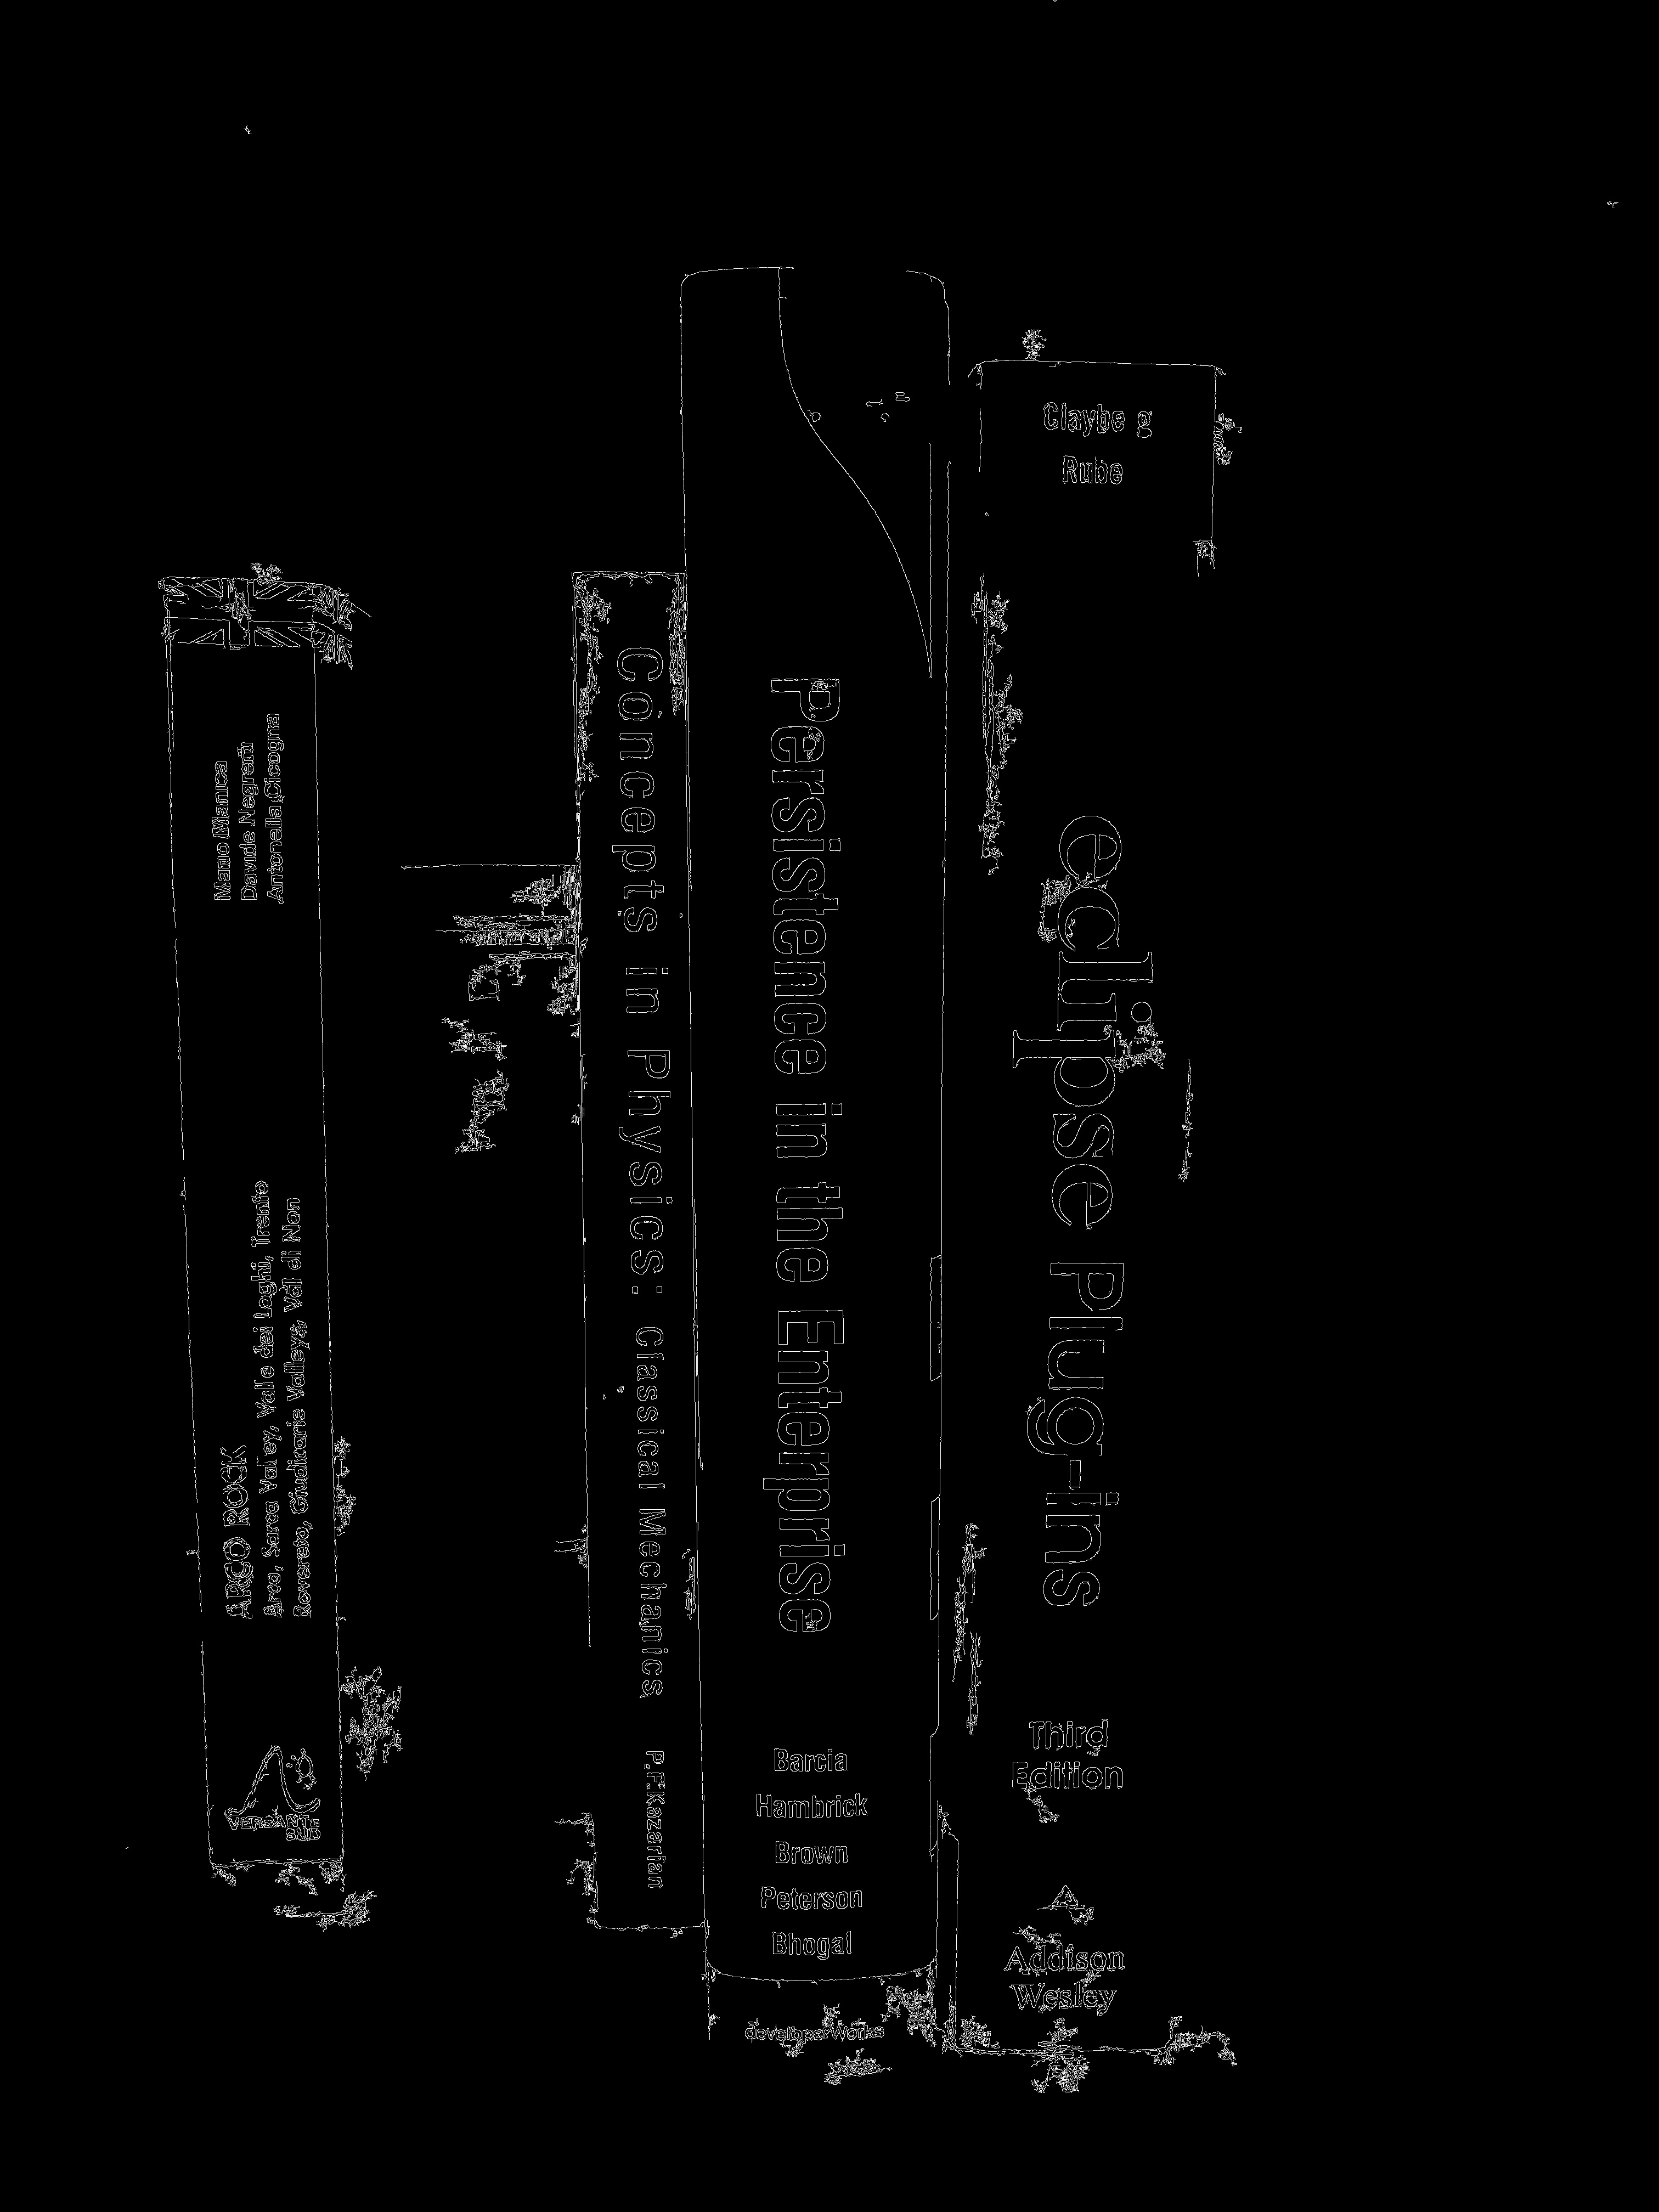 Mario Manica
Davide Negretti
Antonella Cicogna
ARCO ROCK
Arco, Sarca Valley, Valle dei Laghi, Trento
Rovereto, Giudicarie Valleys, Val di Non
VERSANTE
SUD
Concepts in Physics: Classical Mechanics
P.F.Kazarian
Persistence in the Enterprise
Barcia
Hambrick
Brown
Peterson
Bhogal
developerWorks
Claybe g
Rube
eclipse Plug-ins
Third
Edition
Addison
Wesley